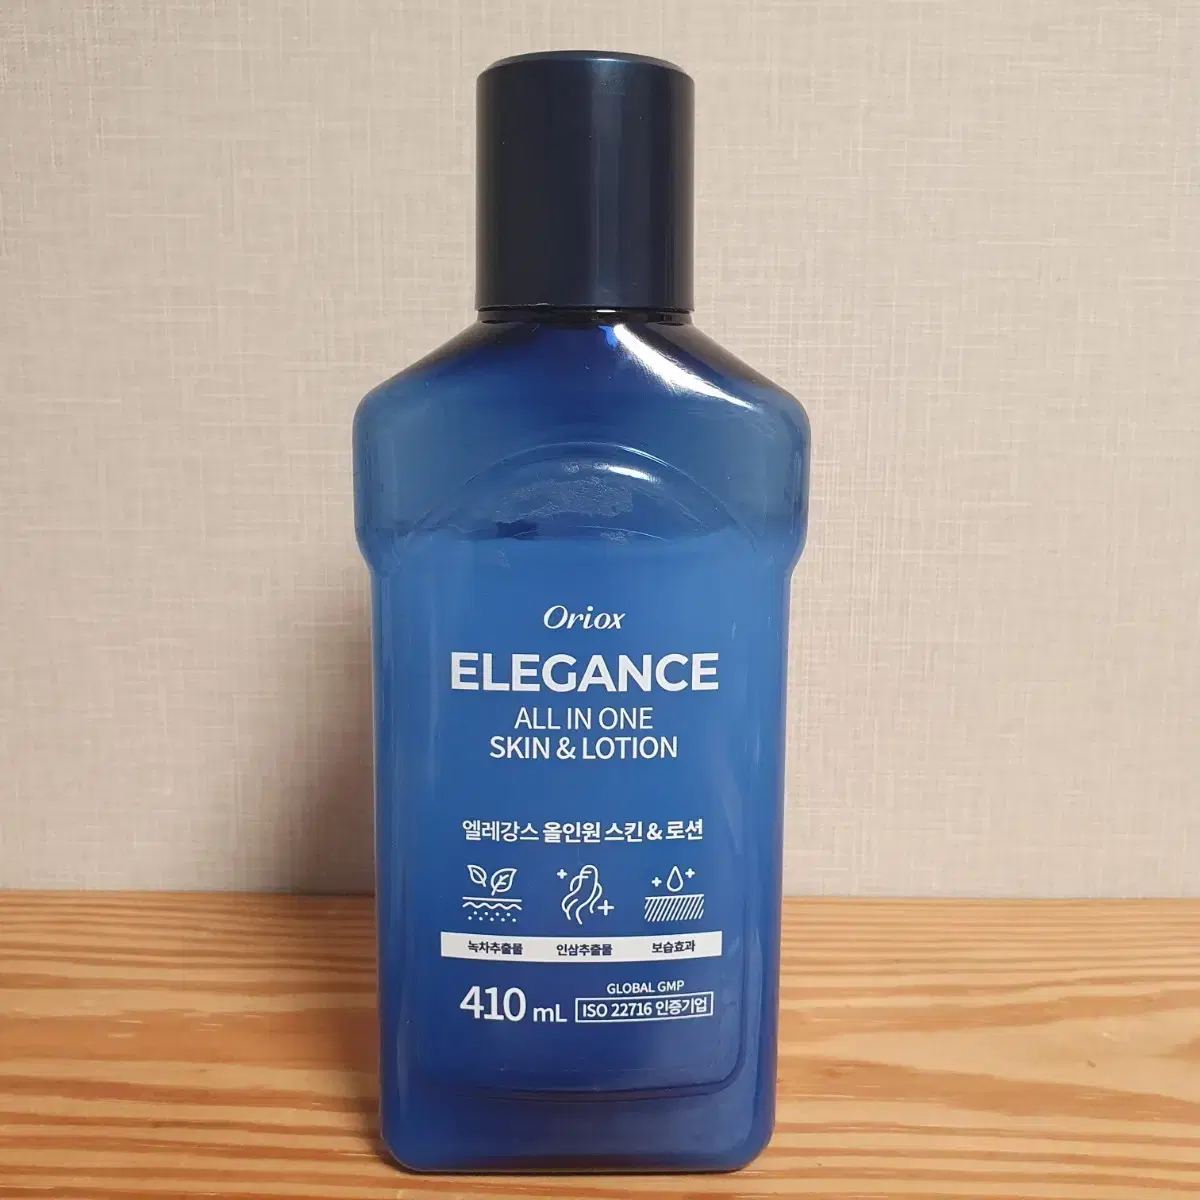 Oriox
ELEGANCE
ALL IN ONE
SKIN & LOTION
엘레강스 올인원 스킨 & 로션
녹차추출물 인삼추출물 보습효과
410 mL
GLOBAL GMP
ISO 22716 인증기업